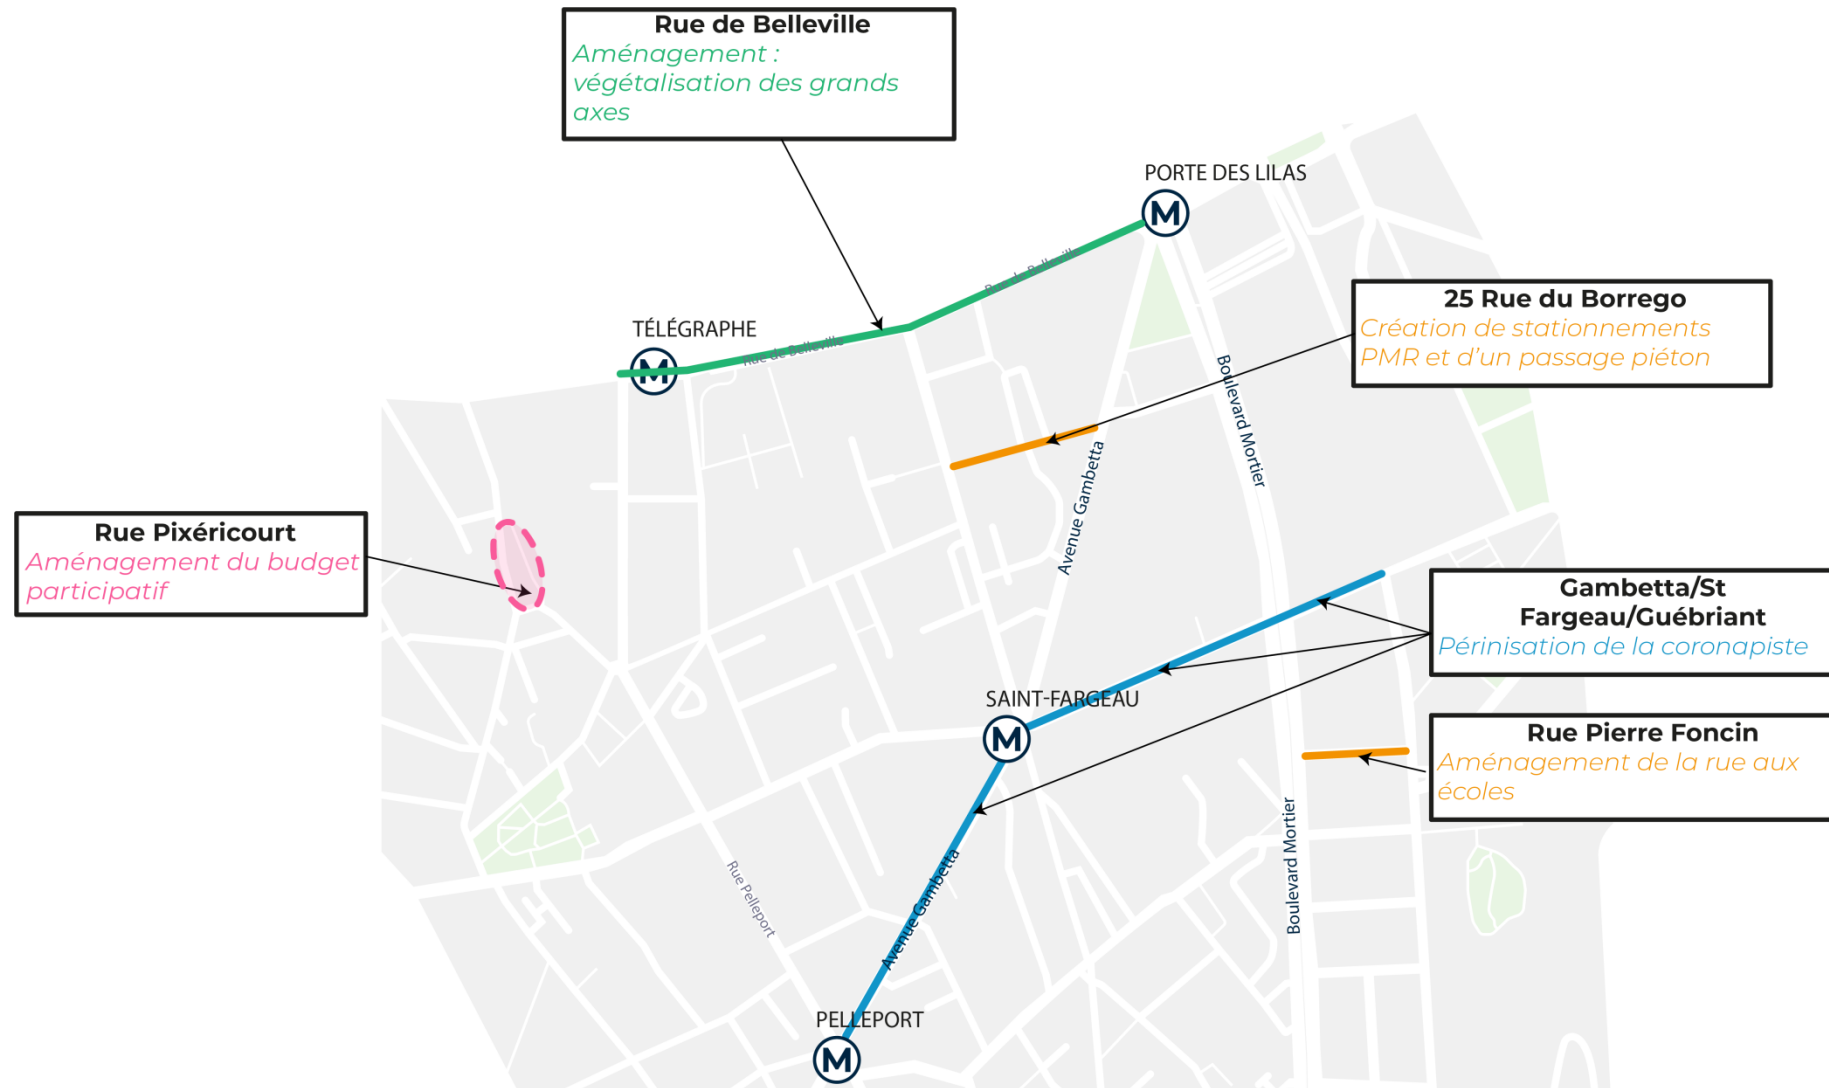 Rue de Belleville
Aménagement :
végétalisation des grands
axes
PORTE DES LILAS
M
Rue de Belleville
25 Rue du Borrego
Création de stationnements
PMR et d'un passage piéton
TÉLÉGRAPHE
M
Rue de Belleville
Boulevard Mortier
Avenue Gambetta
Rue Pixéricourt
Aménagement du budget
participatif
Gambetta/St
Fargeau/Guébriant
Périnisation de la coronapiste
SAINT-FARGEAU
M
Rue Pierre Foncin
Aménagement de la rue aux
écoles
Boulevard Mortier
Rue Pelleport
Avenue Gambetta
PELLEPORT
M